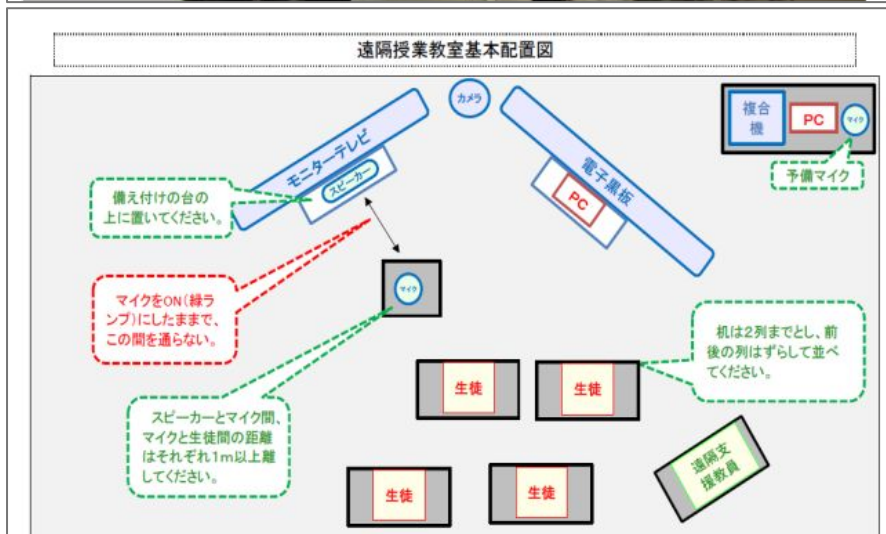 遠隔授業教室基本配置図
カメラ
モニターテレビ
スピーカー
電子黒板
PC
複合
機
PC
マイク
予備マイク
備え付けの台の
上に置いてください。
マイクをON(緑ラ
ンプ)にしたままで、
この間を通らない。
マイク
スピーカーとマイク間、
マイクと生徒間の距離
はそれぞれ1m以上離
してください。
机は2列までとし、前
後の列はずらして並べ
てください。
生徒
生徒
生徒
生徒
遠隔支
援教員